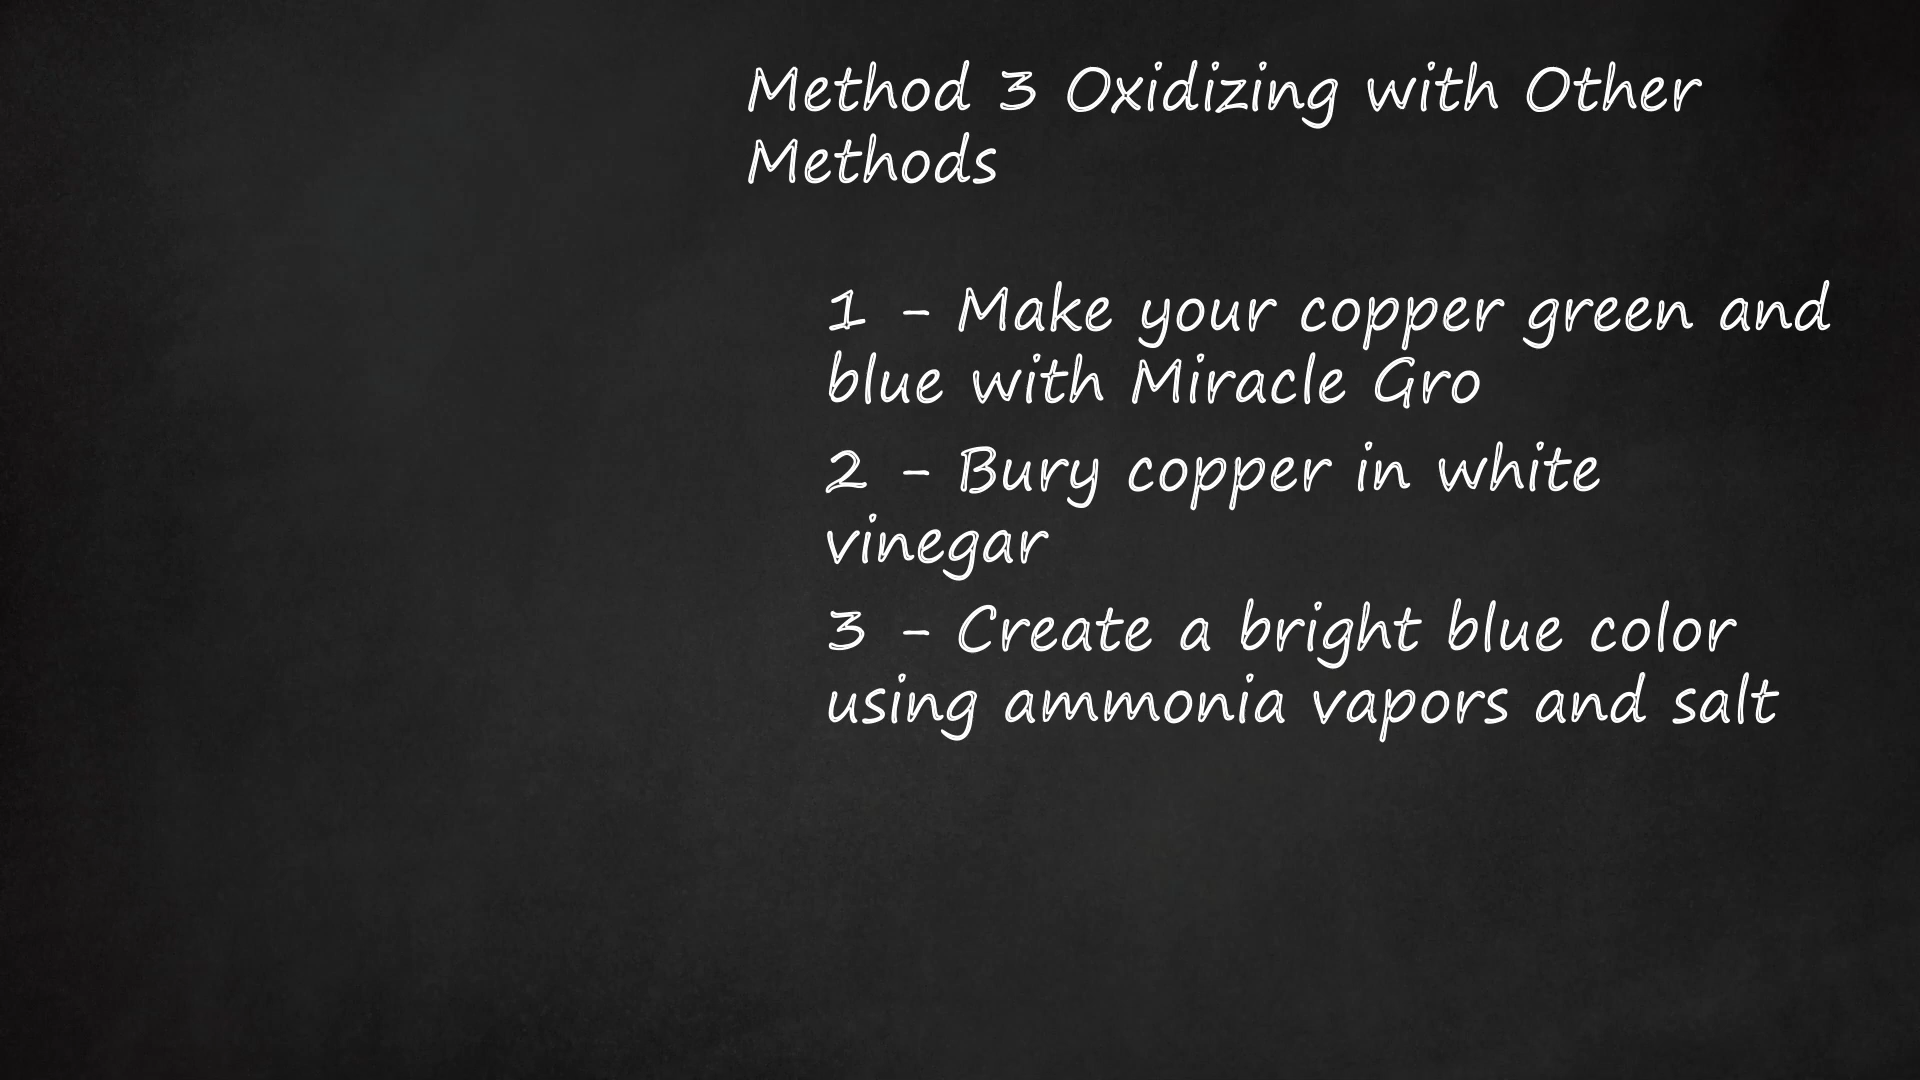 Method 3 Oxidizing with Other
Methods
1 - Make your copper green and
blue with Miracle Gro
2 - Bury copper in white
vinegar
3 - Create a bright blue color
using ammonia vapors and salt